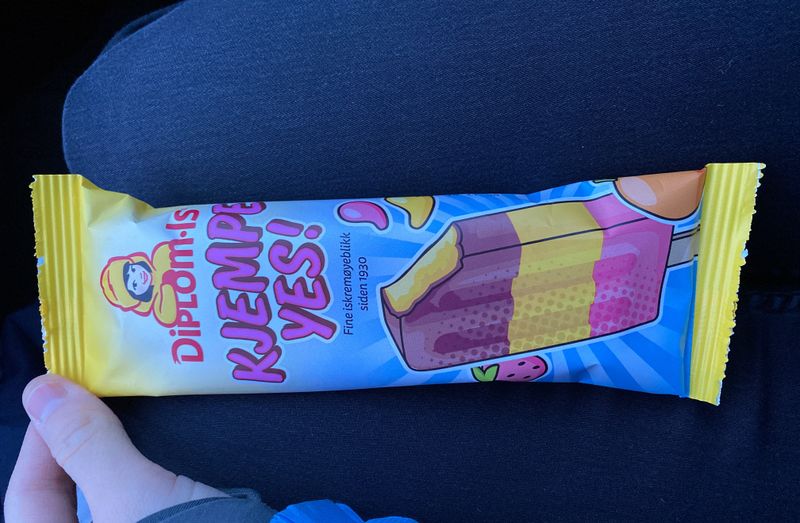 DiPLOM-Is
KJEMPE
YES!
Fine iskremøyeblikk
siden 1930